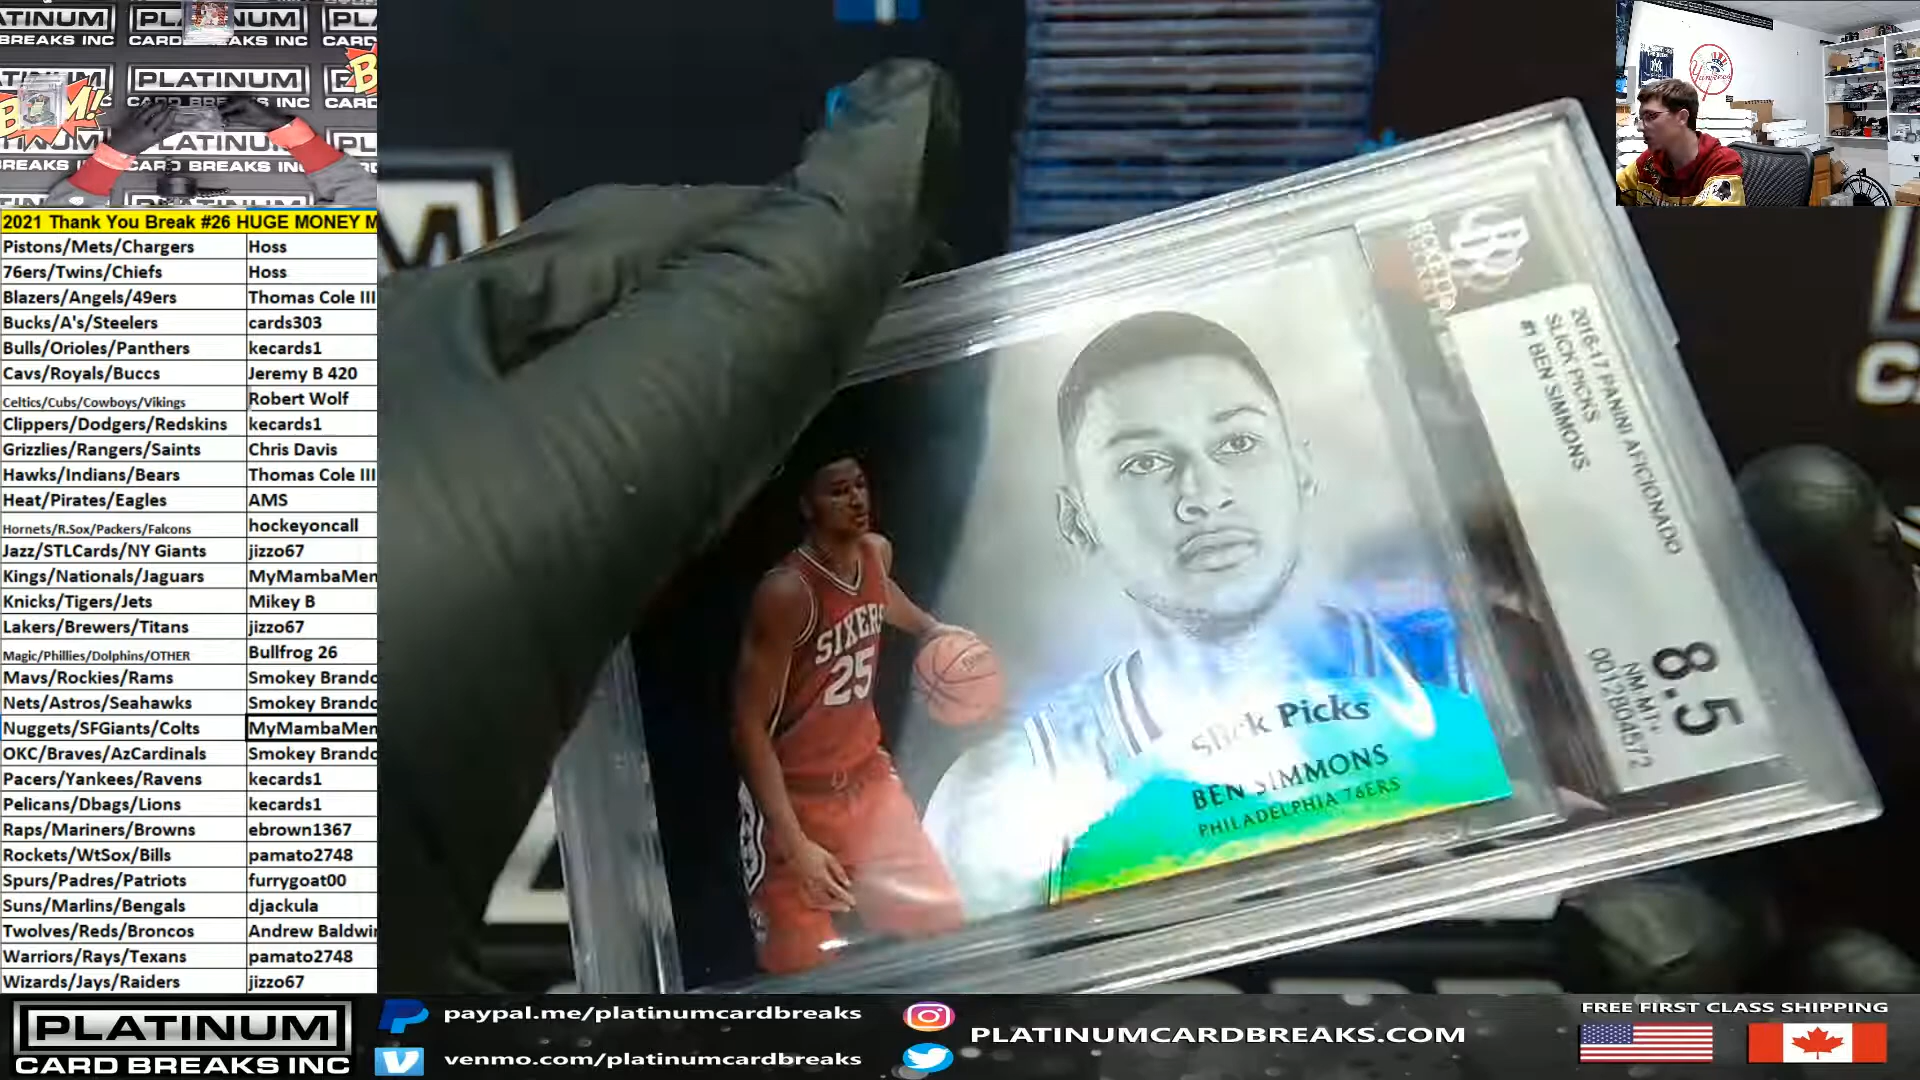 PLATINUM
CARD BREAKS INC
2021 Thank You Break #26 HUGE MONEY M
Pistons/Mets/Chargers Hoss
76ers/Twins/Chiefs Hoss
Blazers/Angels/49ers Thomas Cole III
Bucks/A's/Steelers cards303
Bulls/Orioles/Panthers kecards1
Cavs/Royals/Buccs Jeremy B 420
Celtics/Cubs/Cowboys/Vikings Robert Wolf
Clippers/Dodgers/Redskins kecards1
Grizzlies/Rangers/Saints Chris Davis
Hawks/Indians/Bears Thomas Cole III
Heat/Pirates/Eagles AMS
Hornets/R.Sox/Packers/Falcons hockeyoncall
Jazz/STLCards/NY Giants jizzo67
Kings/Nationals/Jaguars MyMambaMen
Knicks/Tigers/Jets Mikey B
Lakers/Brewers/Titans jizzo67
Magic/Phillies/Dolphins/OTHER Bullfrog 26
Mavs/Rockies/Rams Smokey Brando
Nets/Astros/Seahawks Smokey Brando
Nuggets/SFGiants/Colts MyMambaMen
OKC/Braves/AzCardinals Smokey Brando
Pacers/Yankees/Ravens kecards1
Pelicans/Dbags/Lions kecards1
Raps/Mariners/Browns ebrown1367
Rockets/WtSox/Bills pamato2748
Spurs/Padres/Patriots furrygoat00
Suns/Marlins/Bengals djackula
Twolves/Reds/Broncos Andrew Baldwin
Warriors/Rays/Texans pamato2748
Wizards/Jays/Raiders jizzo67
2016-17 PANINI AFICIONADO
SLICK PICKS
#1 BEN SIMMONS
8.5
NM-MT+
0012804572
SIXERS
25
Slick Picks
BEN SIMMONS
PHILADELPHIA 76ERS
Yankees
PLATINUM
CARD BREAKS INC
paypal.me/platinumcardbreaks
venmo.com/platinumcardbreaks
PLATINUMCARDBREAKS.COM
FREE FIRST CLASS SHIPPING